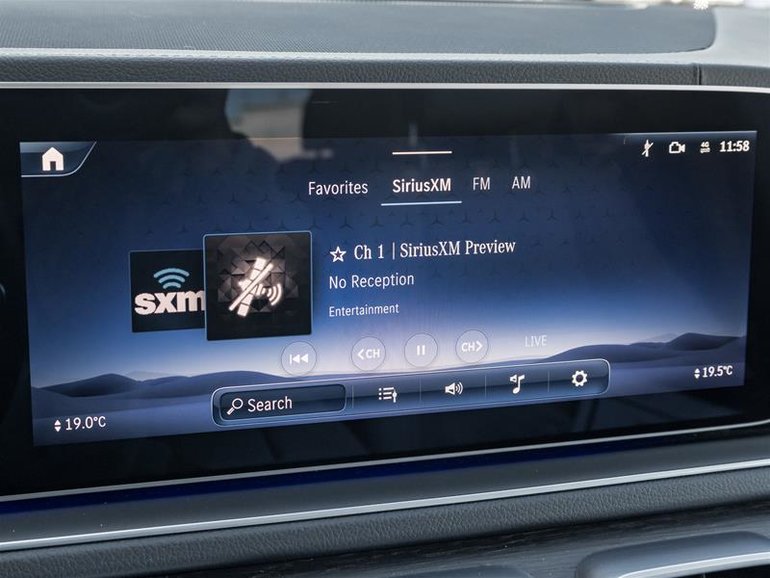 4G 11:58
Favorites SiriusXM FM AM
Ch 1 | SiriusXM Preview
sxm
No Reception
Entertainment
<CH CH> LIVE
Search
19.0°C
19.5°C